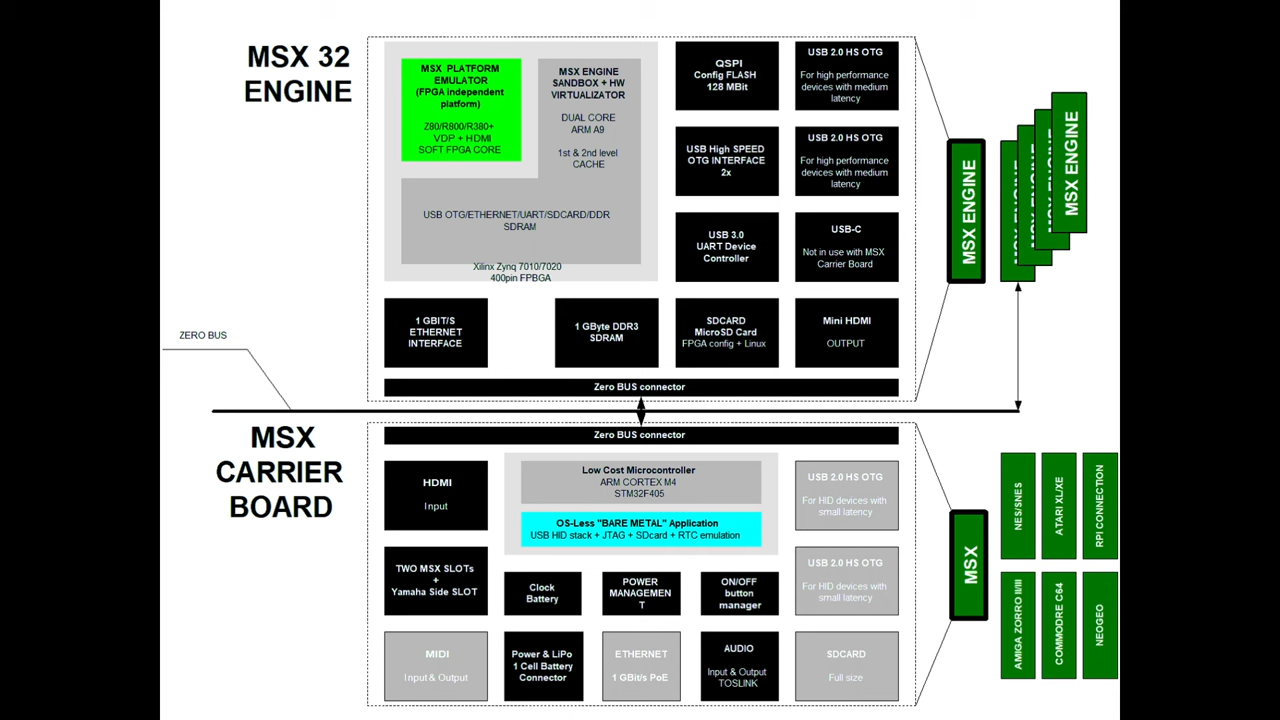 MSX 32
ENGINE
MSX PLATFORM
EMULATOR
(FPGA independent
platform)
Z80/R800/R380+
VDP + HDMI
SOFT FPGA CORE
MSX ENGINE
SANDBOX + HW
VIRTUALIZATOR
DUAL CORE
ARM A9
1st & 2nd level
CACHE
USB OTG/ETHERNET/UART/SDCARD/DDR
SDRAM
Xilinx Zynq 7010/7020
400pin FPBGA
QSPI
Config FLASH
128 MBit
USB 2.0 HS OTG
For high performance
devices with medium
latency
USB High SPEED
OTG INTERFACE
2x
USB 2.0 HS OTG
For high performance
devices with medium
latency
USB 3.0
UART Device
Controller
USB-C
Not in use with MSX
Carrier Board
1 GBIT/S
ETHERNET
INTERFACE
1 GByte DDR3
SDRAM
SDCARD
MicroSD Card
FPGA config + Linux
Mini HDMI
OUTPUT
Zero BUS connector
MSX ENGINE
MSX ENGINE
MSX ENGINE
MSX ENGINE
MSX ENGINE
ZERO BUS
MSX
CARRIER
BOARD
Zero BUS connector
HDMI
Input
Low Cost Microcontroller
ARM CORTEX M4
STM32F405
OS-Less "BARE METAL" Application
USB HID stack + JTAG + SDcard + RTC emulation
USB 2.0 HS OTG
For HID devices with
small latency
TWO MSX SLOTs
+
Yamaha Side SLOT
Clock
Battery
POWER
MANAGEMEN
T
ON/OFF
button
manager
USB 2.0 HS OTG
For HID devices with
small latency
MIDI
Input & Output
Power & LiPo
1 Cell Battery
Connector
ETHERNET
1 GBit/s PoE
AUDIO
Input & Output
TOSLINK
SDCARD
Full size
MSX
NES/SNES
ATARI XL/XE
RPI CONNECTION
AMIGA ZORRO II/III
COMMODRE C64
NEOGEO